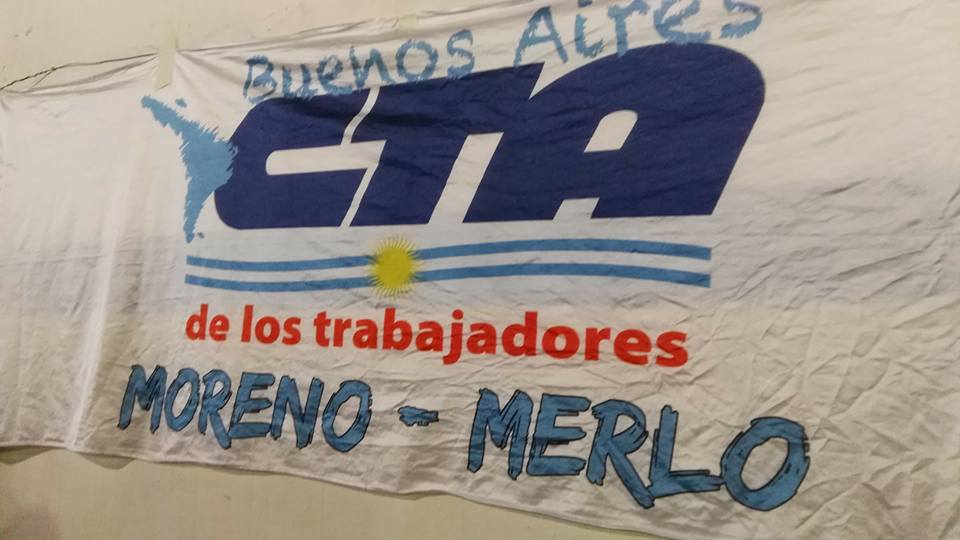 Buenos Aires
CTA
de los trabajadores
MORENO - MERLO